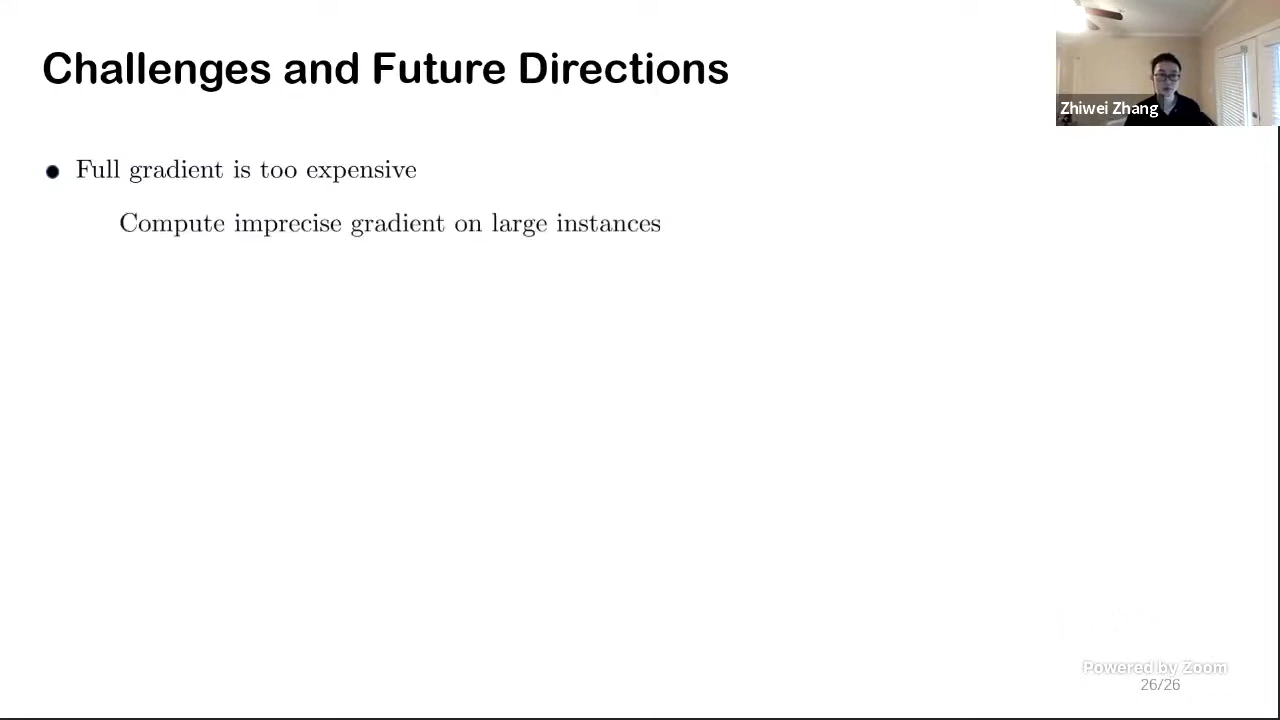 Challenges and Future Directions
Zhiwei Zhang
● Full gradient is too expensive
Compute imprecise gradient on large instances
Powered by Zoom
26/26